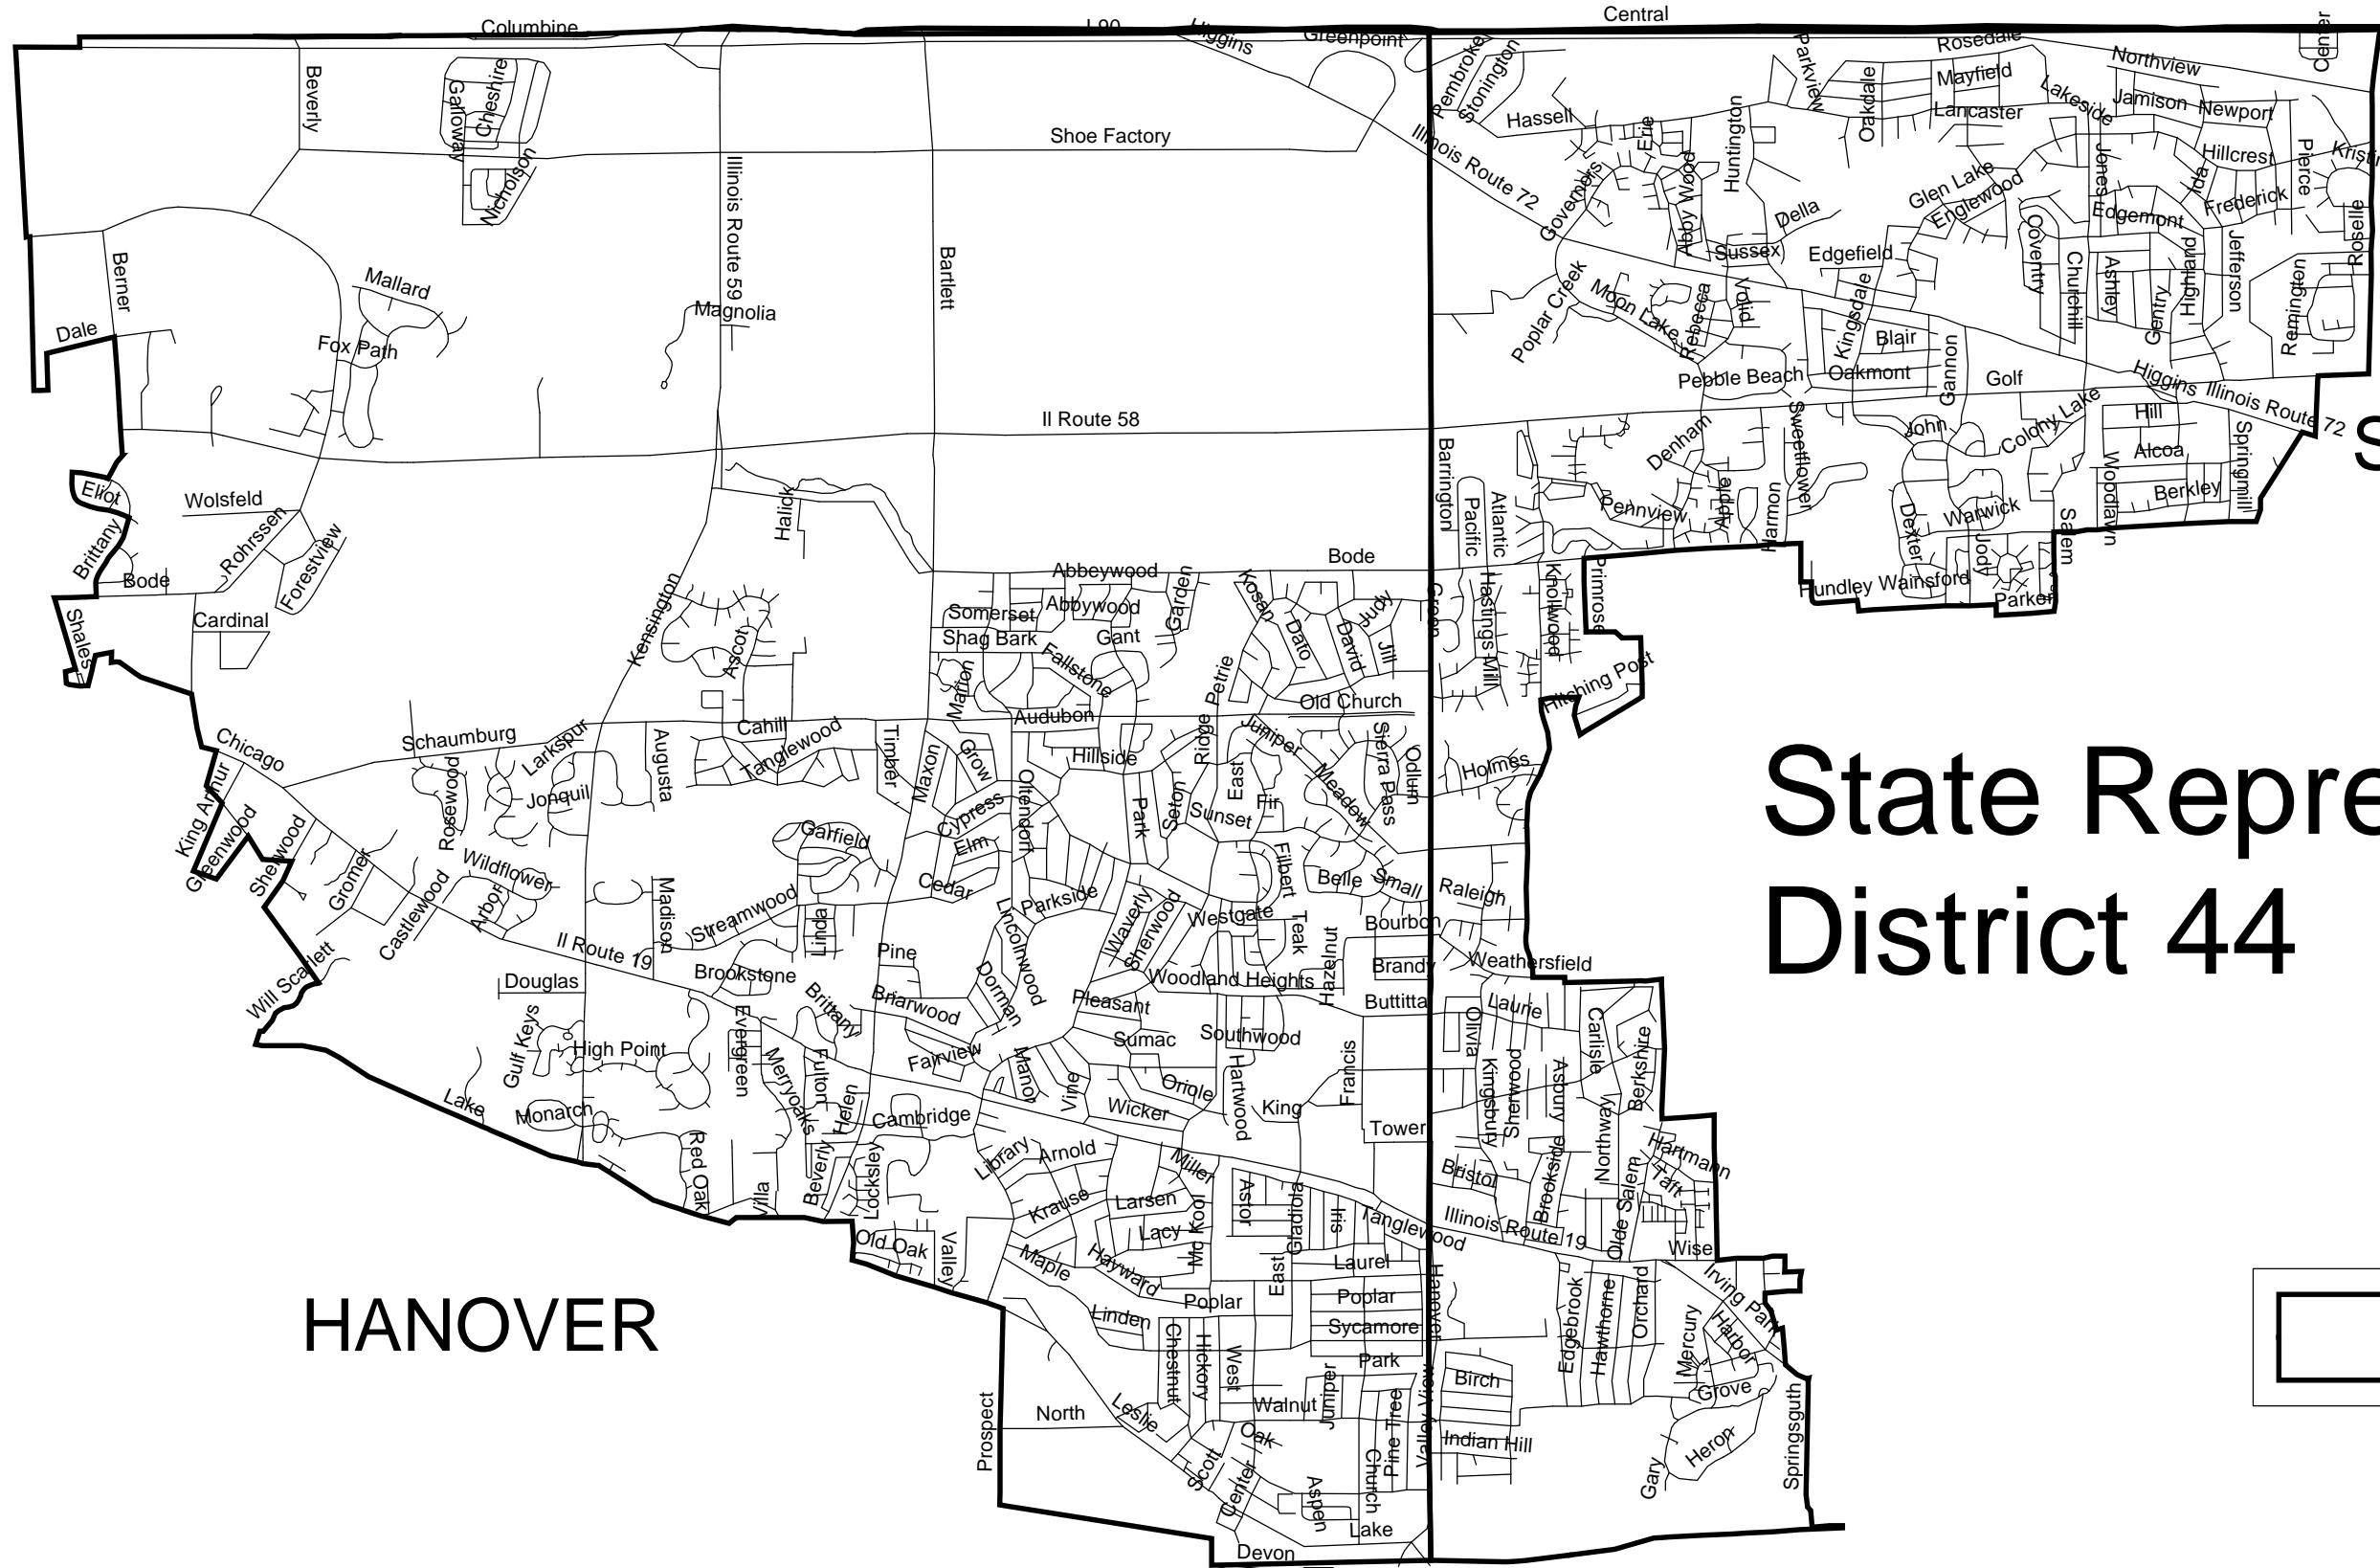 Columbine
I-90
Higgins
Greenpoint
Central
Center
Beverly
Galloway
Cheshire
Nicholson
Pembroke
Stonington
Hassell
Parkview
Oakdale
Rosedale
Mayfield
Lancaster
Lakeside
Northview
Jamison
Newport
Shoe Factory
Illinois Route 72
Erie
Huntington
Governors
Abby Wood
Della
Sussex
Glen Lake
Englewood
Jones
Hillcrest
Ida
Frederick
Pierce
Edgemont
Coventry
Edgefield
Roselle
Illinois Route 59
Bartlett
Berner
Mallard
Magnolia
Dale
Fox Path
Poplar Creek
Moon Lake
Rebecca
Volid
Kingsdale
Blair
Churchill
Ashley
Gentry
Highland
Jefferson
Remington
Pebble Beach
Oakmont
Gannon
Golf
Higgins
Illinois Route 72
Il Route 58
Barrington
Denham
Sweetflower
John
Colony Lake
Hill
Alcoa
Springmill
Eliot
Wolsfeld
Halick
Pacific
Atlantic
Pennview
Apple
Harmon
Dexter
Warwick
Salem
Woodlawn
Berkley
Brittany
Rohrssen
Forestview
Bode
Bode
Jody
Hundley
Wainsford
Parker
Cardinal
Shales
Kensington
Ascot
Abbeywood
Somerset
Abbywood
Garden
Shag Bark
Gant
Kosan
Dato
David
Judy
Jill
Green
Hastings Mill
Knollwood
Primrose
Marion
Fallstone
Petrie
Old Church
Hitching Post
Chicago
Schaumburg
Larkspur
Cahill
Tanglewood
Timber
Audubon
Hillside
Ridge
Juniper
Sierra Pass
Odlum
Holmes
King Arthur
Greenwood
Sherwood
Rosewood
Jonquil
Augusta
Maxon
Grow
Cypress
Oltendorf
Park
Seton
Sunset
East
Fir
Meadow
State Repre
District 44
Gromer
Wildflower
Castlewood
Arbor
Garfield
Elm
Cedar
Parkside
Filbert
Belle
Small
Raleigh
Madison
Streamwood
Linda
Pine
Lincolnwood
Waverly
Sherwood
Westgate
Teak
Hazelnut
Bourbon
Brandy
Weathersfield
Will Scarlett
Il Route 19
Douglas
Brookstone
Brittany
Briarwood
Dorman
Pleasant
Woodland Heights
Buttitta
Olivia
Laurie
Gulf Keys
High Point
Evergreen
Merryoaks
Fulton
Fairview
Manor
Vine
Sumac
Southwood
Carlisle
Berkshire
Lake
Monarch
Helen
Cambridge
Wicker
Oriole
Hartwood
King
Francis
Tower
Kingsbury
Sherwood
Asbury
Northway
Red Oak
Villa
Beverly
Locksley
Library
Arnold
Miller
Bristol
Brookside
Hartmann
Taft
Krause
Larsen
Lacy
Mc Kool
Astor
Gladiola
Iris
Tanglewood
Illinois Route 19
Olde Salem
Wise
Old Oak
Valley
Maple
Hayward
East
Laurel
Hanover
Irving Park
HANOVER
Linden
Poplar
Poplar
Sycamore
Edgebrook
Hawthorne
Orchard
Mercury
Harbor
Chestnut
Hickory
West
Park
Birch
Grove
Prospect
North
Leslie
Walnut
Juniper
Pine Tree
Valley View
Indian Hill
Springsguth
Oak
Scott
Center
Aspen
Church
Gary
Heron
Lake
Devon